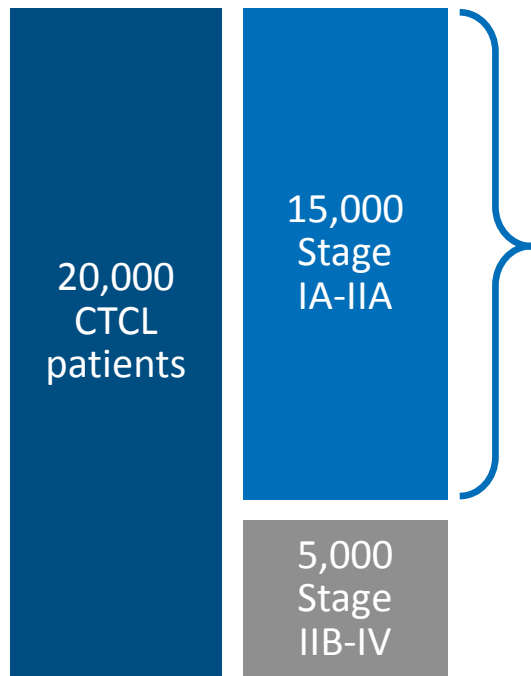 20,000
CTCL
patients
15,000
Stage
IA-IIA
5,000
Stage
IIB-IV